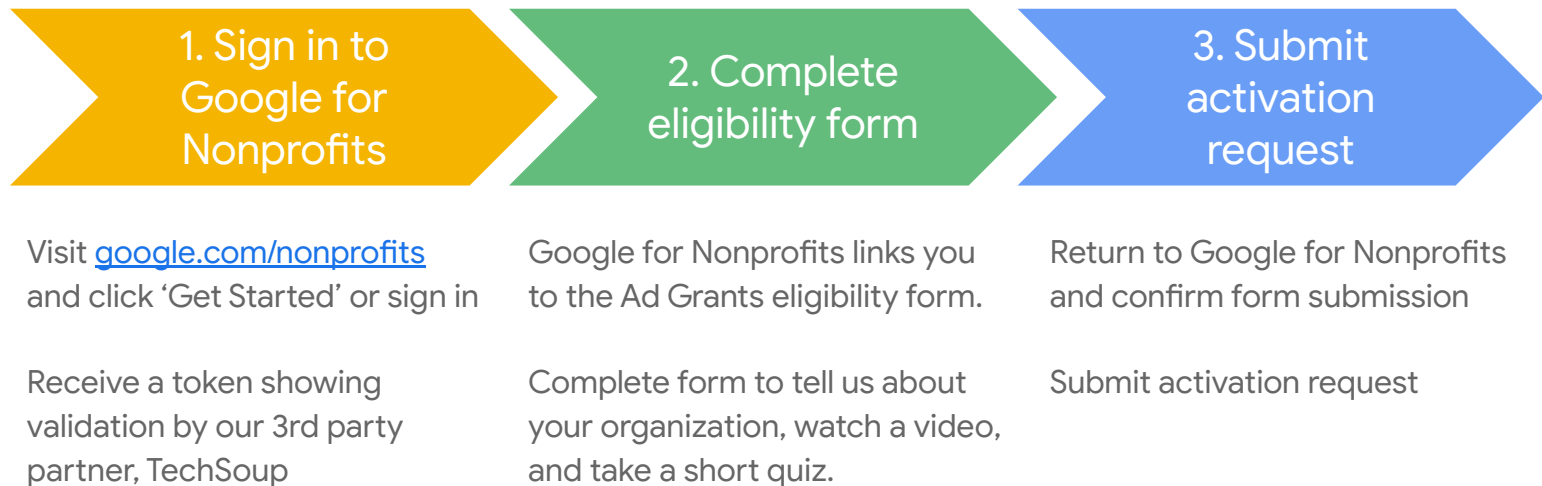 1. Sign in to
Google for
Nonprofits
2. Complete
eligibility form
3. Submit
activation
request
Visit google.com/nonprofits
and click ‘Get Started’ or sign in
Receive a token showing
validation by our 3rd party
partner, TechSoup
Google for Nonprofits links you
to the Ad Grants eligibility form.
Complete form to tell us about
your organization, watch a video,
and take a short quiz.
Return to Google for Nonprofits
and confirm form submission
Submit activation request